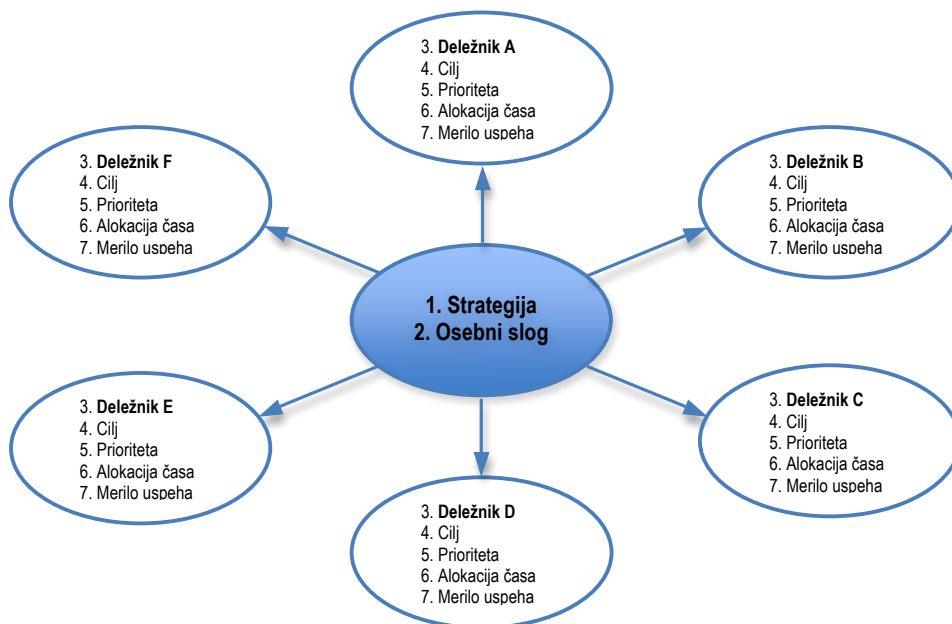 3. Deležnik A
4. Cilj
5. Prioriteta
6. Alokacija časa
7. Merilo uspeha
3. Deležnik F
4. Cilj
5. Prioriteta
6. Alokacija časa
7. Merilo uspeha
3. Deležnik B
4. Cilj
5. Prioriteta
6. Alokacija časa
7. Merilo uspeha
1. Strategija
2. Osebni slog
3. Deležnik E
4. Cilj
5. Prioriteta
6. Alokacija časa
7. Merilo uspeha
3. Deležnik C
4. Cilj
5. Prioriteta
6. Alokacija časa
7. Merilo uspeha
3. Deležnik D
4. Cilj
5. Prioriteta
6. Alokacija časa
7. Merilo uspeha